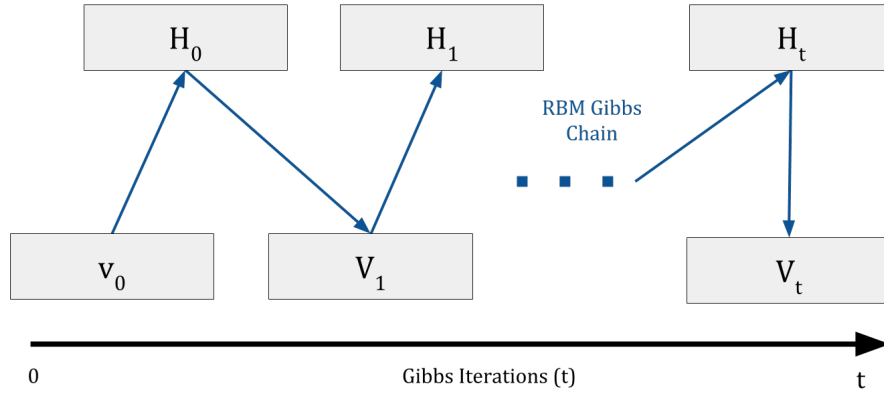 H₀
H₁
Hₜ
RBM Gibbs
Chain
v₀
V₁
Vₜ
0
Gibbs Iterations (t)
t